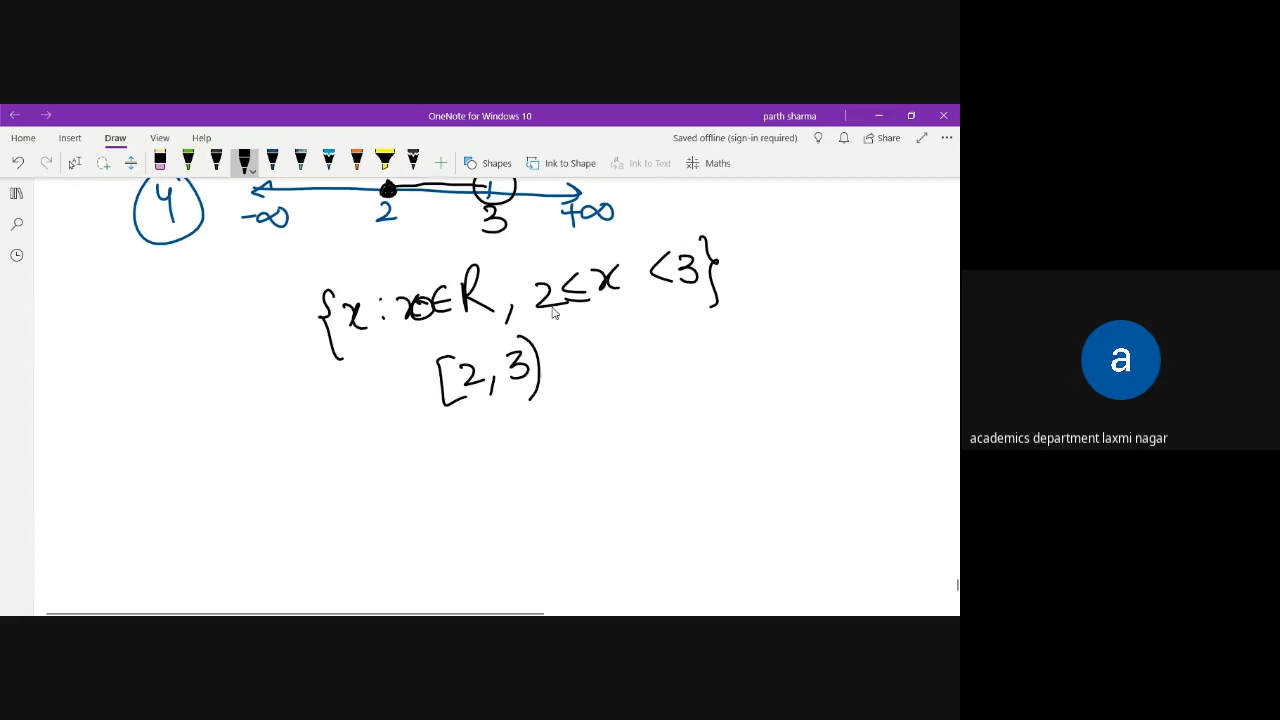 OneNote for Windows 10
parth sharma
Home Insert Draw View Help
Saved offline (sign-in required) Share
Shapes Ink to Shape Ink to Text Maths
4
-∞ 2 3 +∞
{x : x∈R, 2≤x <3}
[2, 3)
a
academics department laxmi nagar